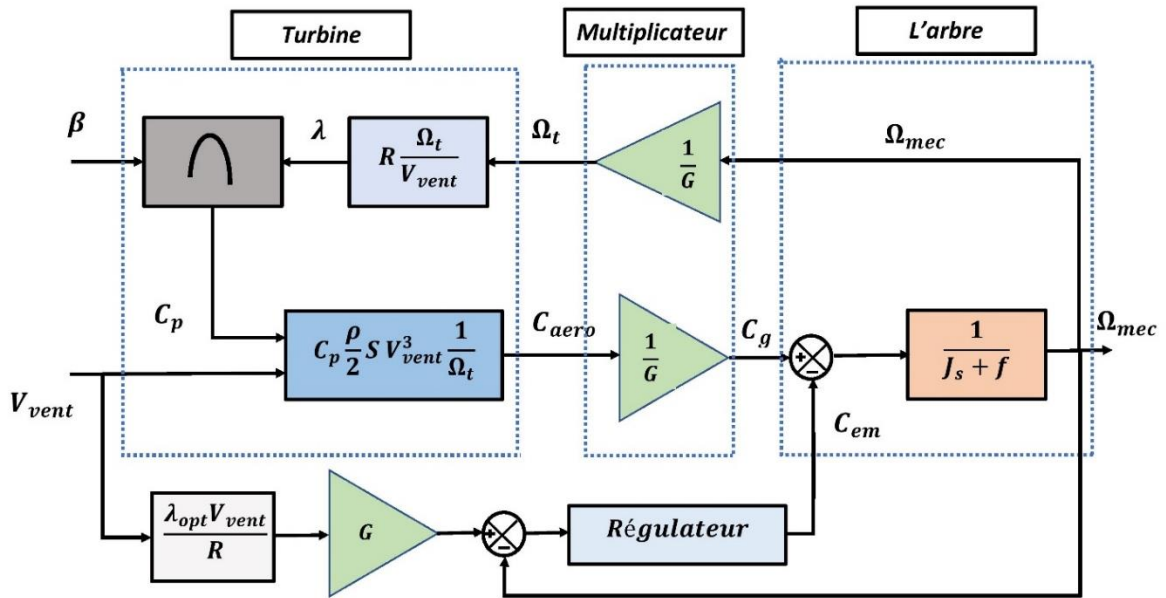 Turbine
Multiplicateur
L'arbre
β
λ
R Ω_t / V_vent
Ω_t
1/G
Ω_mec
C_p
C_p ρ/2 S V_vent^3 1/Ω_t
C_aero
1/G
C_g
+
-
1 / J_s + f
Ω_mec
V_vent
C_em
λ_opt V_vent / R
G
+
-
Régulateur